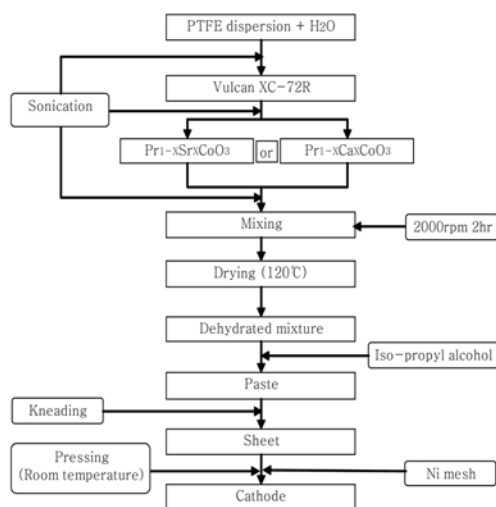 PTFE dispersion + H2O
Vulcan XC-72R
Sonication
Pr1-XSrXCoO3
or
Pr1-XCaXCoO3
Mixing
2000rpm 2hr
Drying (120℃)
Dehydrated mixture
Iso-propyl alcohol
Paste
Kneading
Sheet
Pressing
(Room temperature)
Ni mesh
Cathode